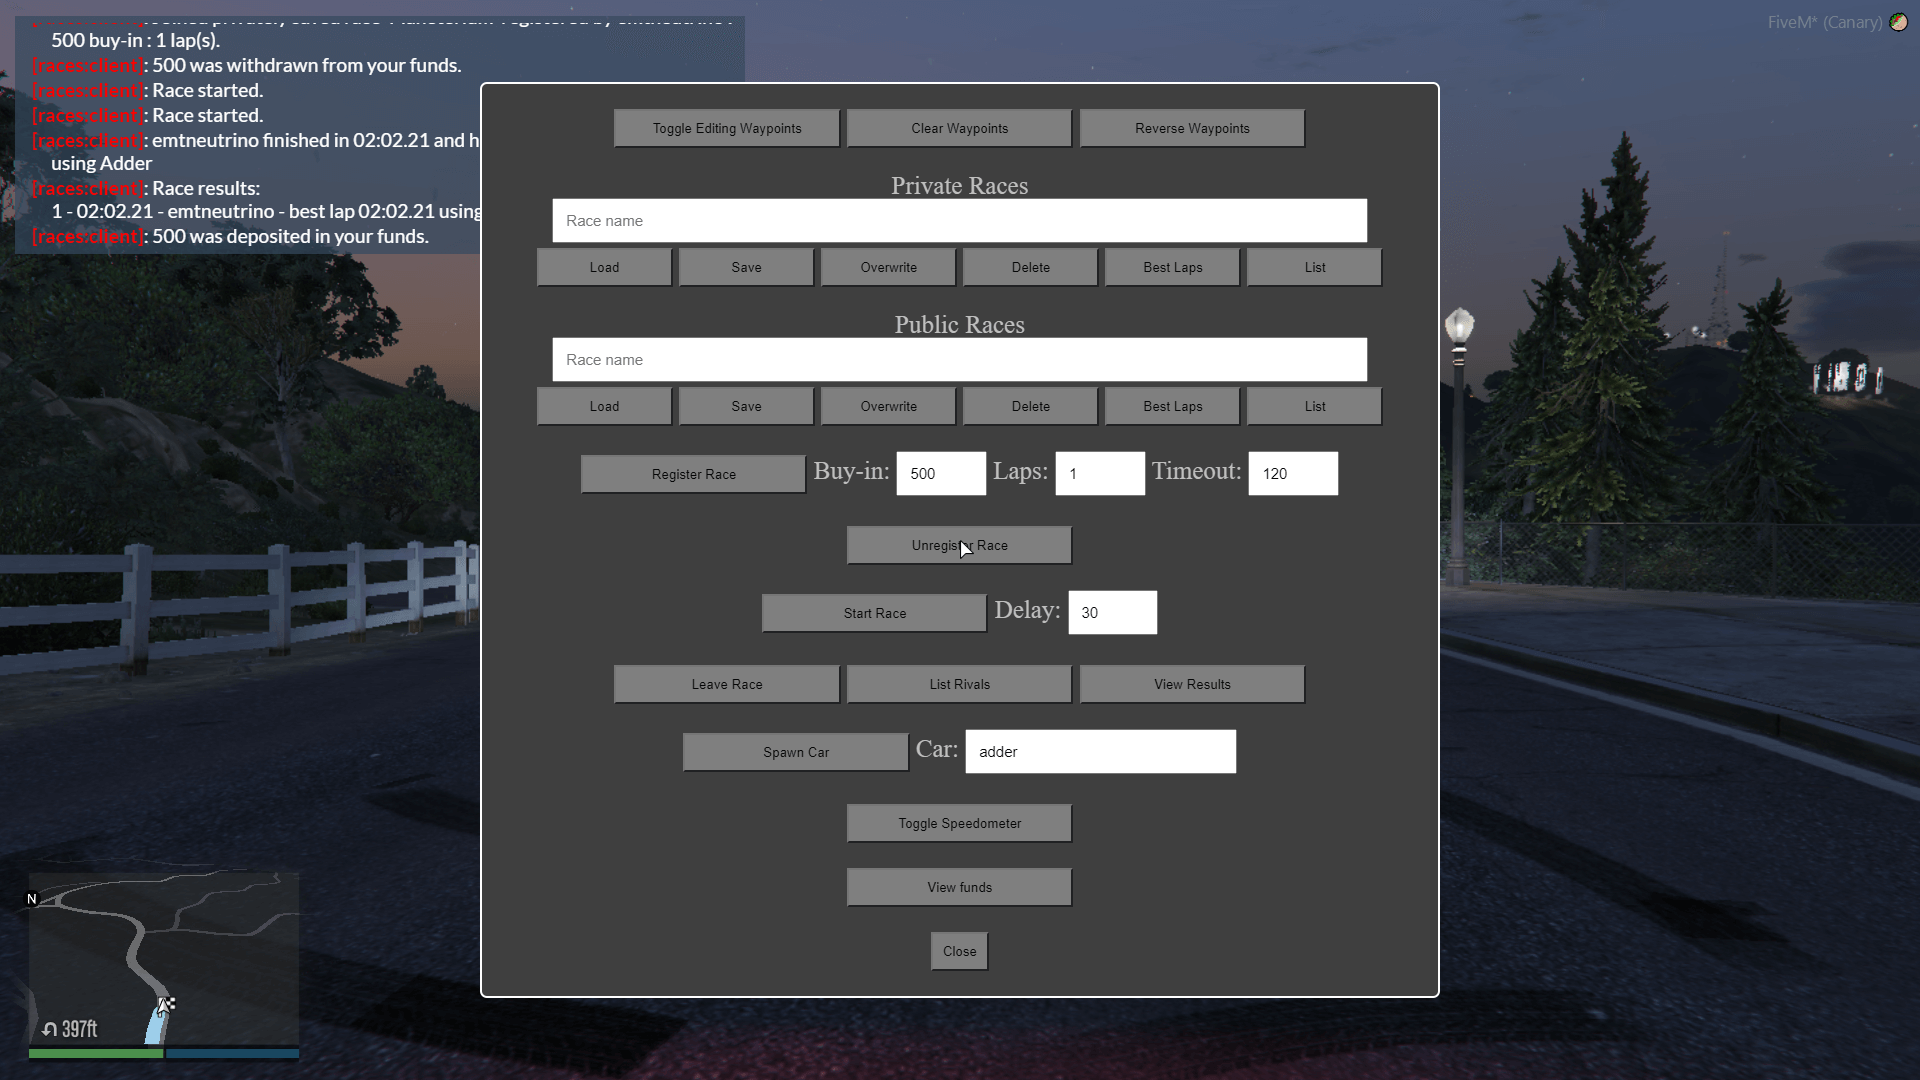 FiveM* (Canary)
500 buy-in : 1 lap(s).
[races:client]: 500 was withdrawn from your funds.
[races:client]: Race started.
[races:client]: Race started.
[races:client]: emtneutrino finished in 02:02.21 and h
using Adder
[races:client]: Race results:
1 - 02:02.21 - emtneutrino - best lap 02:02.21 using
[races:client]: 500 was deposited in your funds.
Toggle Editing Waypoints Clear Waypoints Reverse Waypoints
Private Races
Race name
Load Save Overwrite Delete Best Laps List
Public Races
Race name
Load Save Overwrite Delete Best Laps List
Register Race Buy-in: 500 Laps: 1 Timeout: 120
Unregister Race
Start Race Delay: 30
Leave Race List Rivals View Results
Spawn Car Car: adder
Toggle Speedometer
View funds
Close
N
397ft